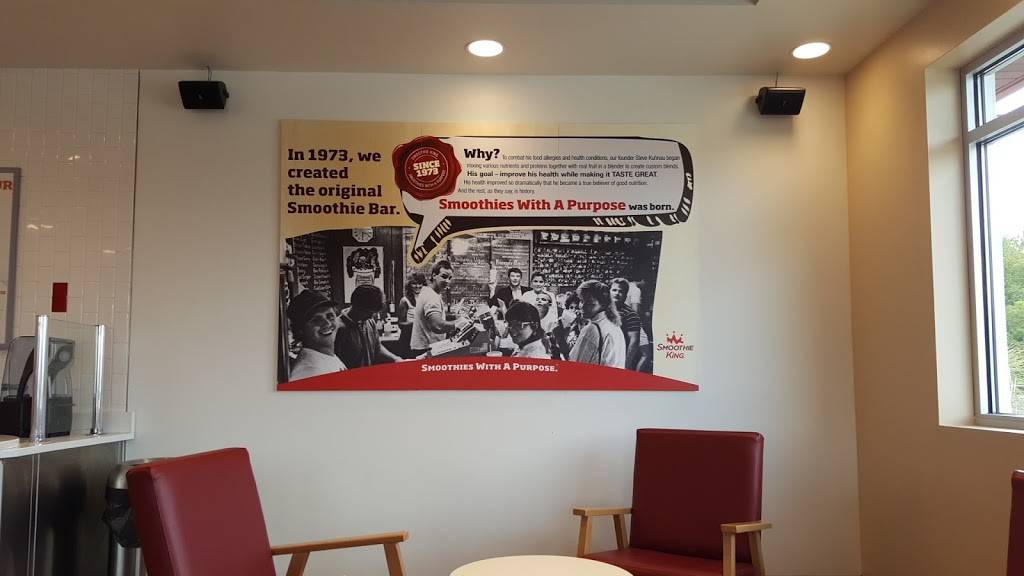 UR
In 1973, we
created
the original
Smoothie Bar.
SMOOTHIE KING
SINCE
1973
Why? To combat his food allergies and health conditions, our founder Steve Kuhnau began
mixing various nutrients and proteins together with real fruit in a blender to create custom blends.
His goal – improve his health while making it TASTE GREAT.
His health improved so dramatically that he became a true believer of good nutrition.
And the rest, as they say, is history.
Smoothies With A Purpose was born.
SMOOTHIE
KING.
SMOOTHIES WITH A PURPOSE.